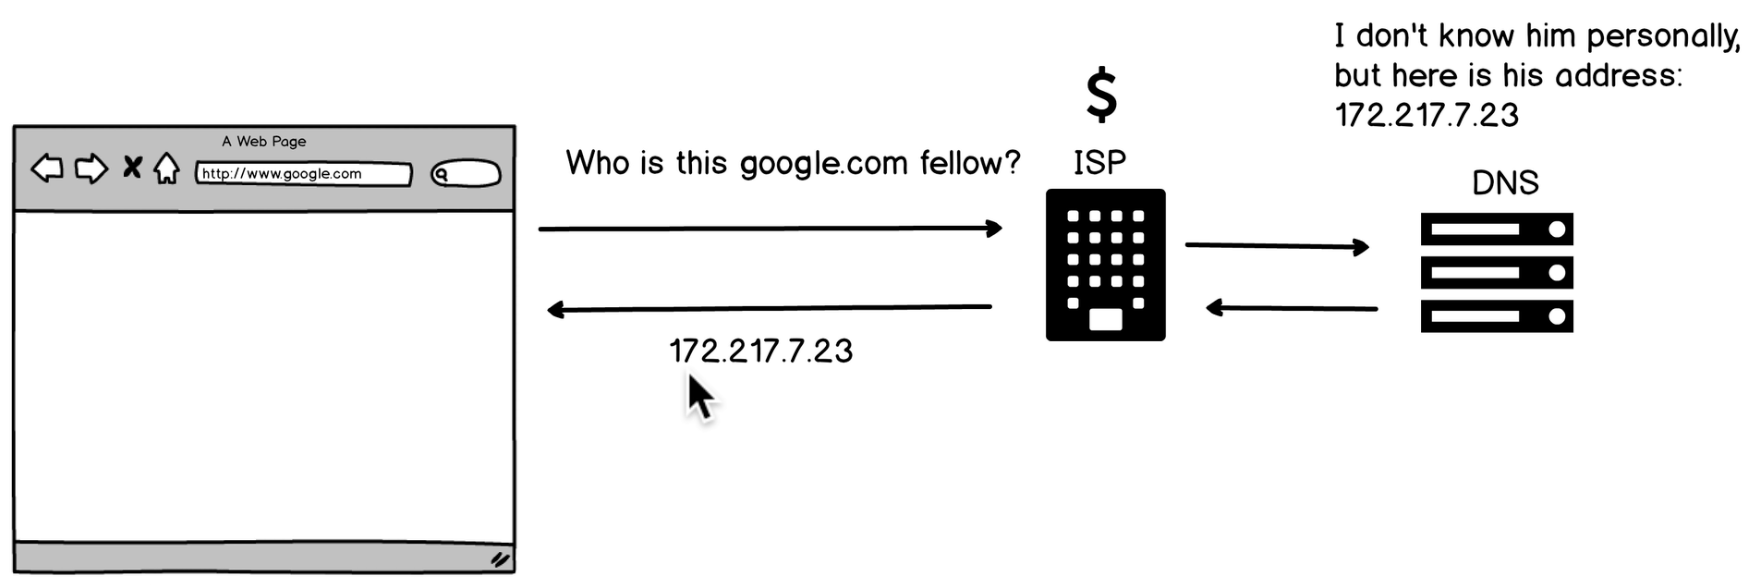 A Web Page
http://www.google.com
Who is this google.com fellow?
172.217.7.23
$
ISP
I don't know him personally,
but here is his address:
172.217.7.23
DNS